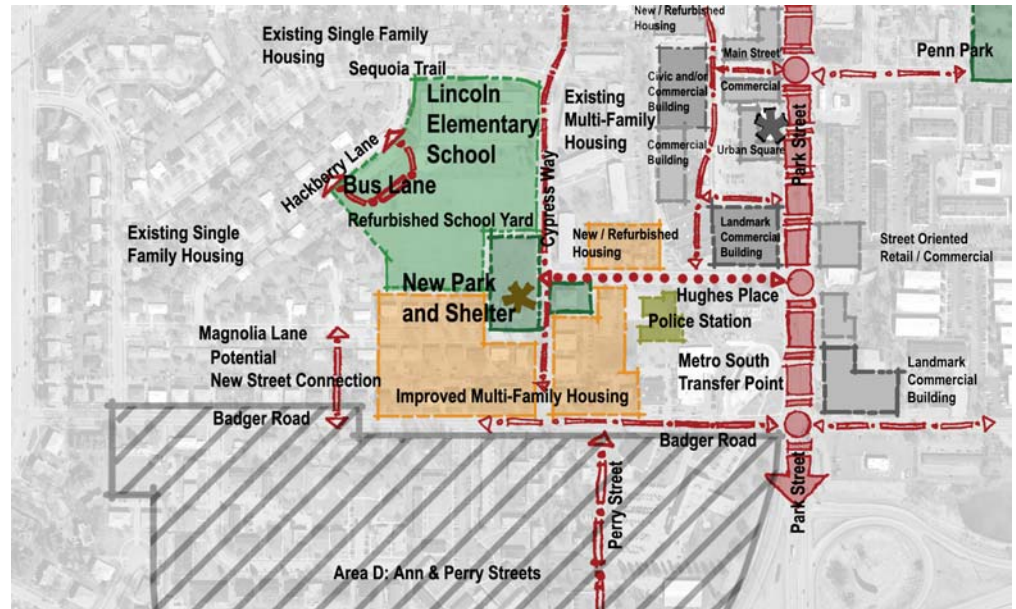 New / Refurbished
Housing
Existing Single Family
Housing
Sequoia Trail
'Main Street'
Penn Park
Lincoln
Elementary
School
Existing
Multi-Family
Housing
Civic and/or
Commercial
Building
Commercial
Commercial
Building
Urban Square
Park Street
Hackberry Lane
Bus Lane
Cypress Way
Refurbished School Yard
Existing Single
Family Housing
New / Refurbished
Housing
Landmark
Commercial
Building
Street Oriented
Retail / Commercial
New Park
and Shelter
Hughes Place
Police Station
Magnolia Lane
Potential
New Street Connection
Metro South
Transfer Point
Landmark
Commercial
Building
Improved Multi-Family Housing
Badger Road
Badger Road
Perry Street
Park Street
Area D: Ann & Perry Streets